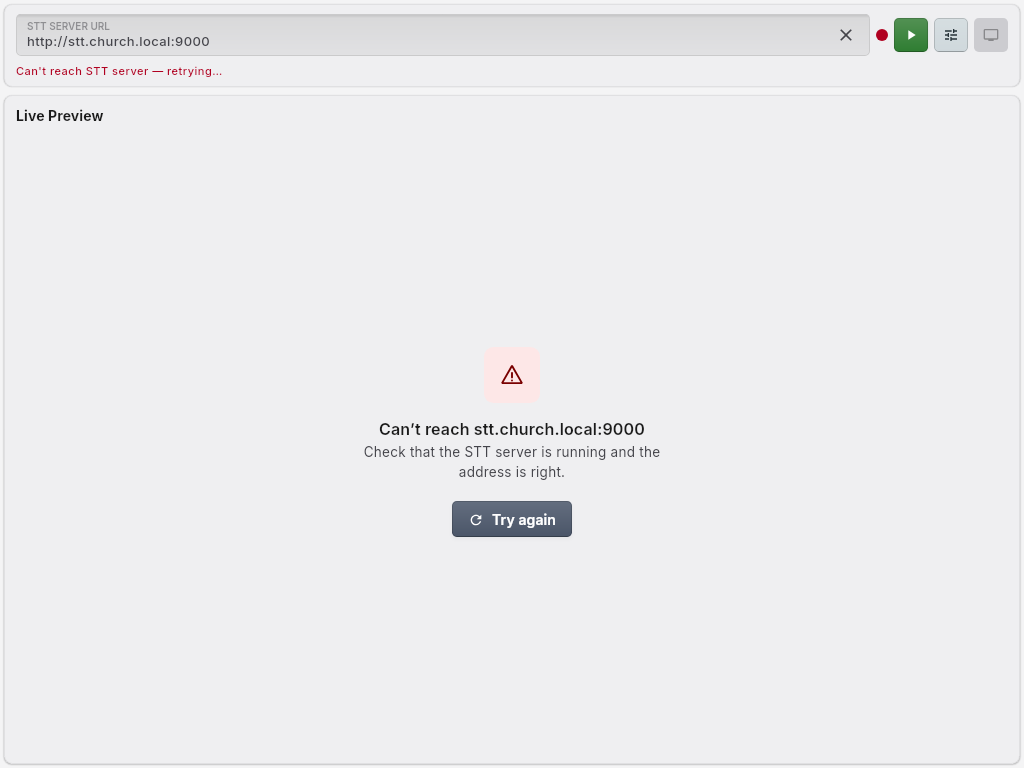 STT SERVER URL
http://stt.church.local:9000
Can't reach STT server — retrying...
Live Preview
Can’t reach stt.church.local:9000
Check that the STT server is running and the
address is right.
Try again